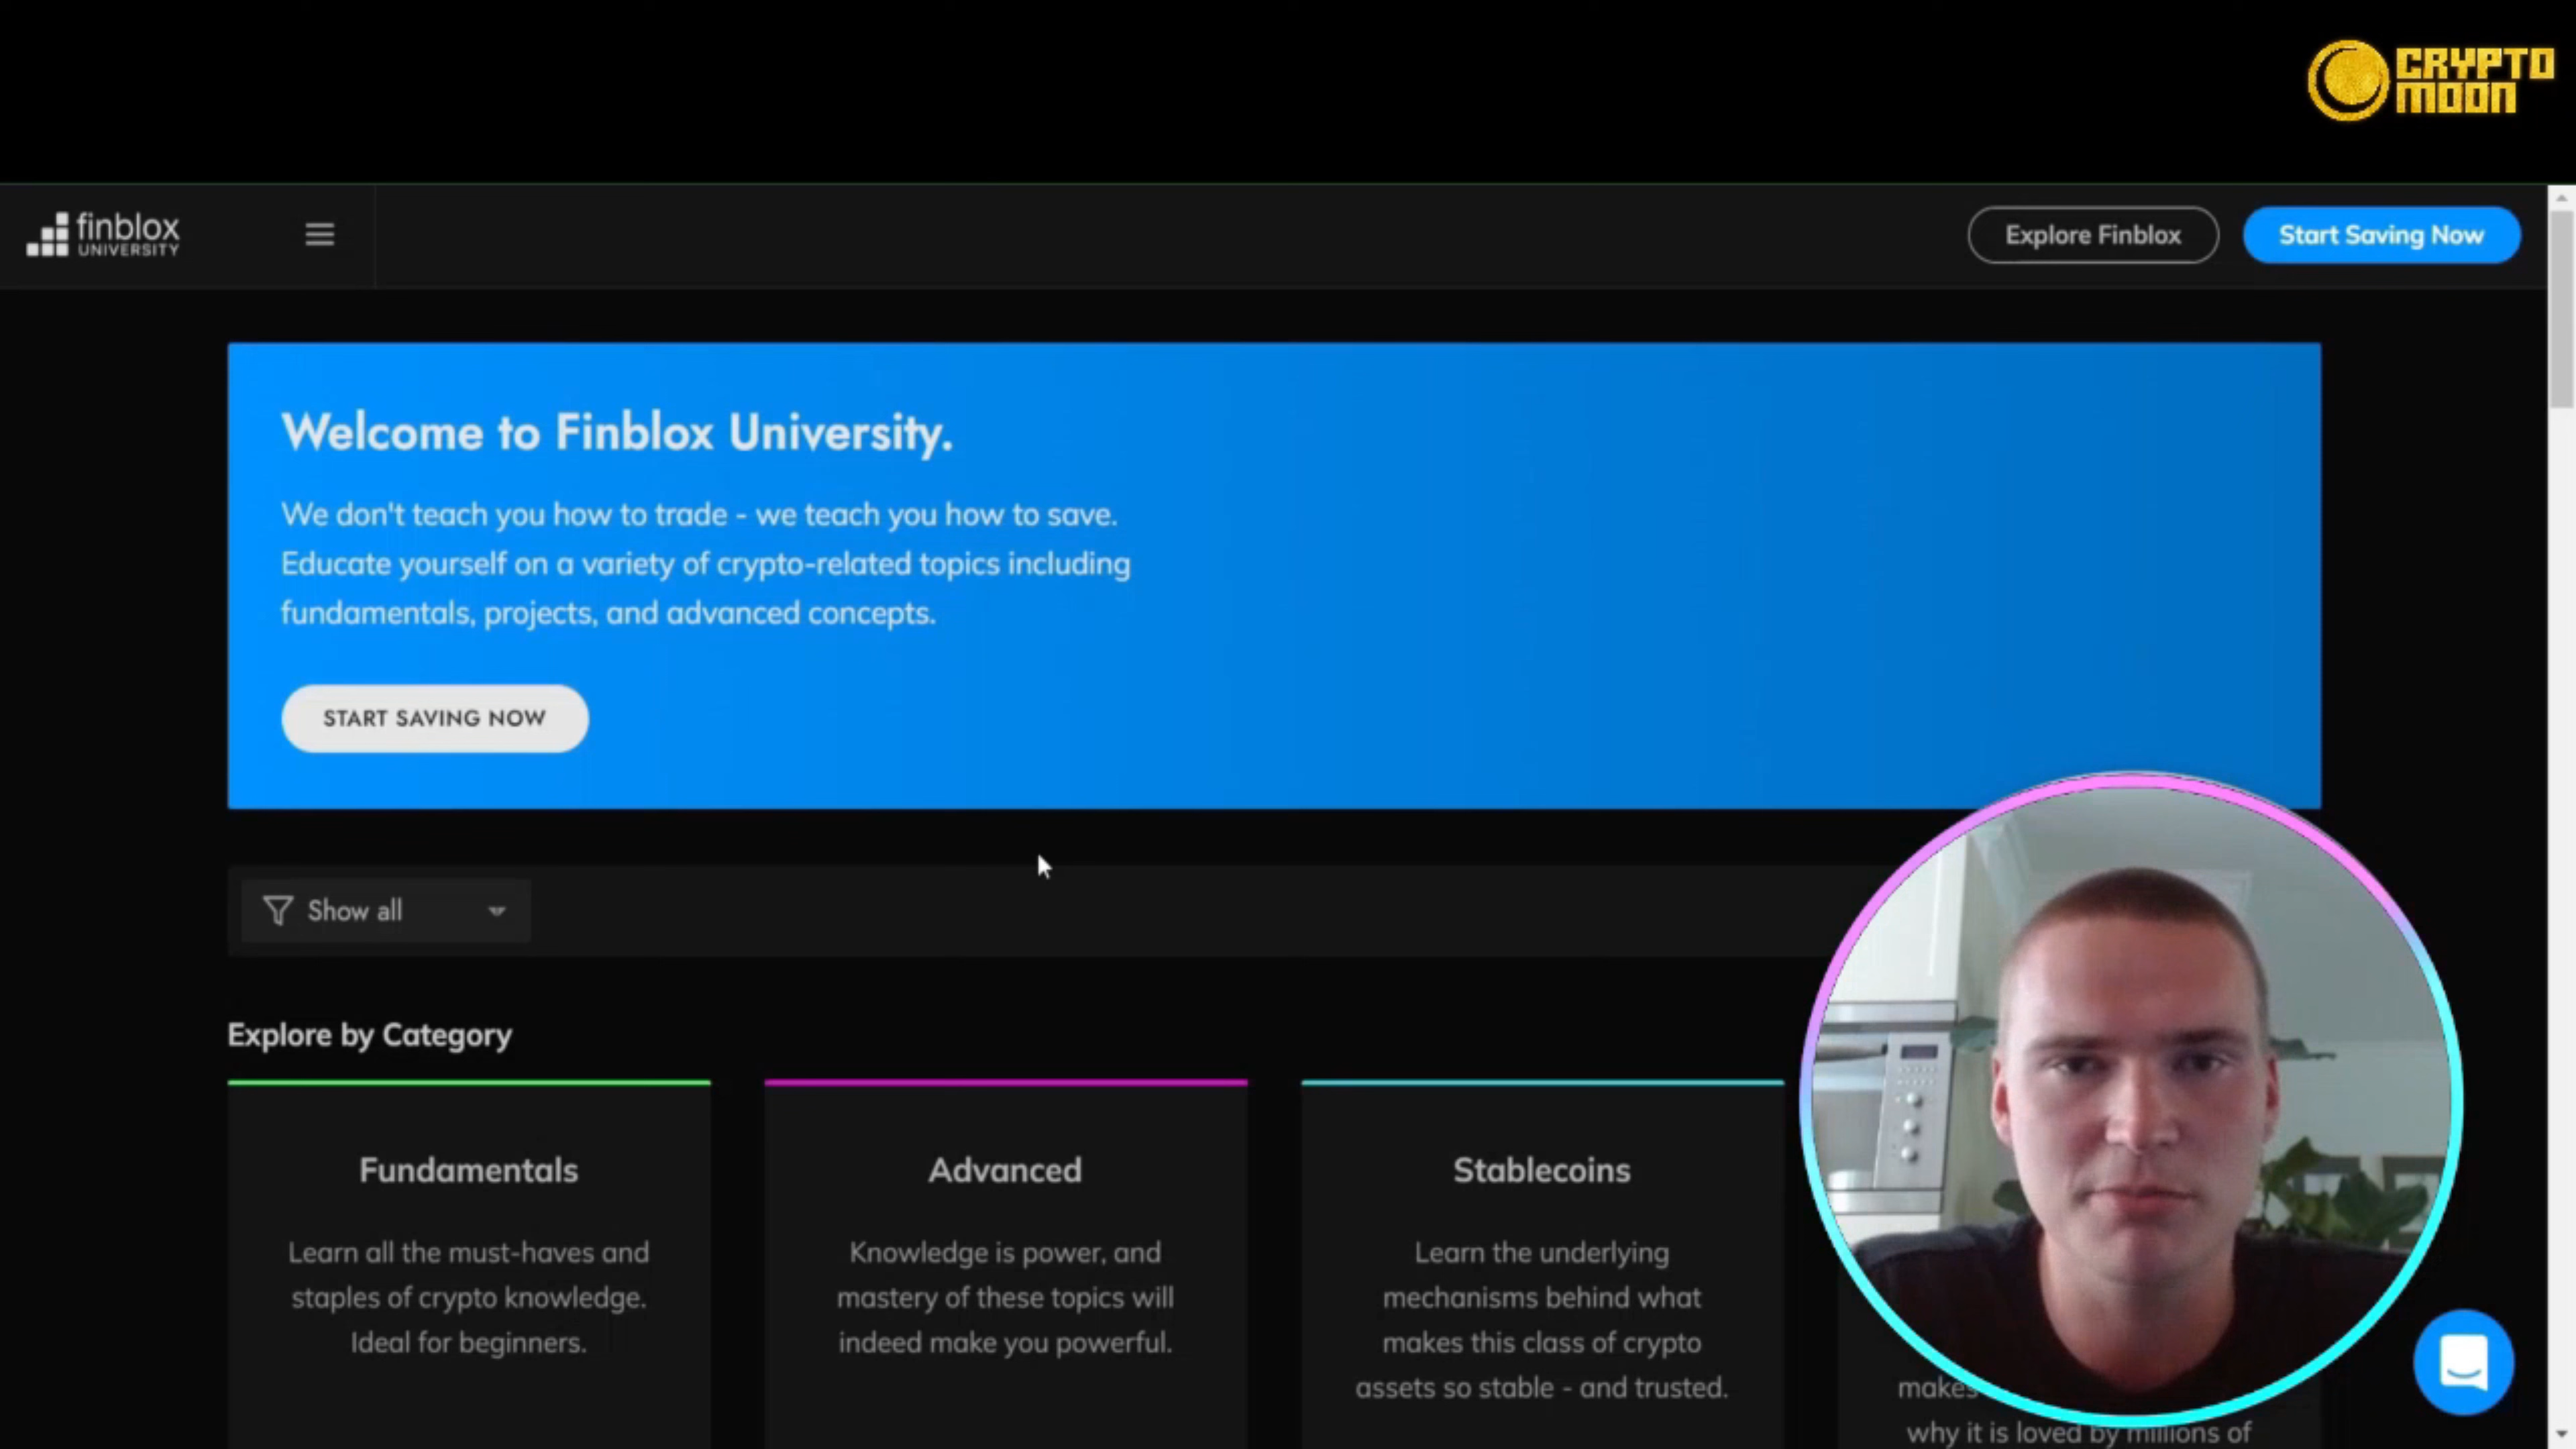 CRYPTO
MOON
finblox
UNIVERSITY
Explore Finblox
Start Saving Now
Welcome to Finblox University.
We don't teach you how to trade - we teach you how to save.
Educate yourself on a variety of crypto-related topics including
fundamentals, projects, and advanced concepts.
START SAVING NOW
Show all
Explore by Category
Fundamentals
Learn all the must-haves and
staples of crypto knowledge.
Ideal for beginners.
Advanced
Knowledge is power, and
mastery of these topics will
indeed make you powerful.
Stablecoins
Learn the underlying
mechanisms behind what
makes this class of crypto
assets so stable - and trusted.
makes
why it is loved by millions of